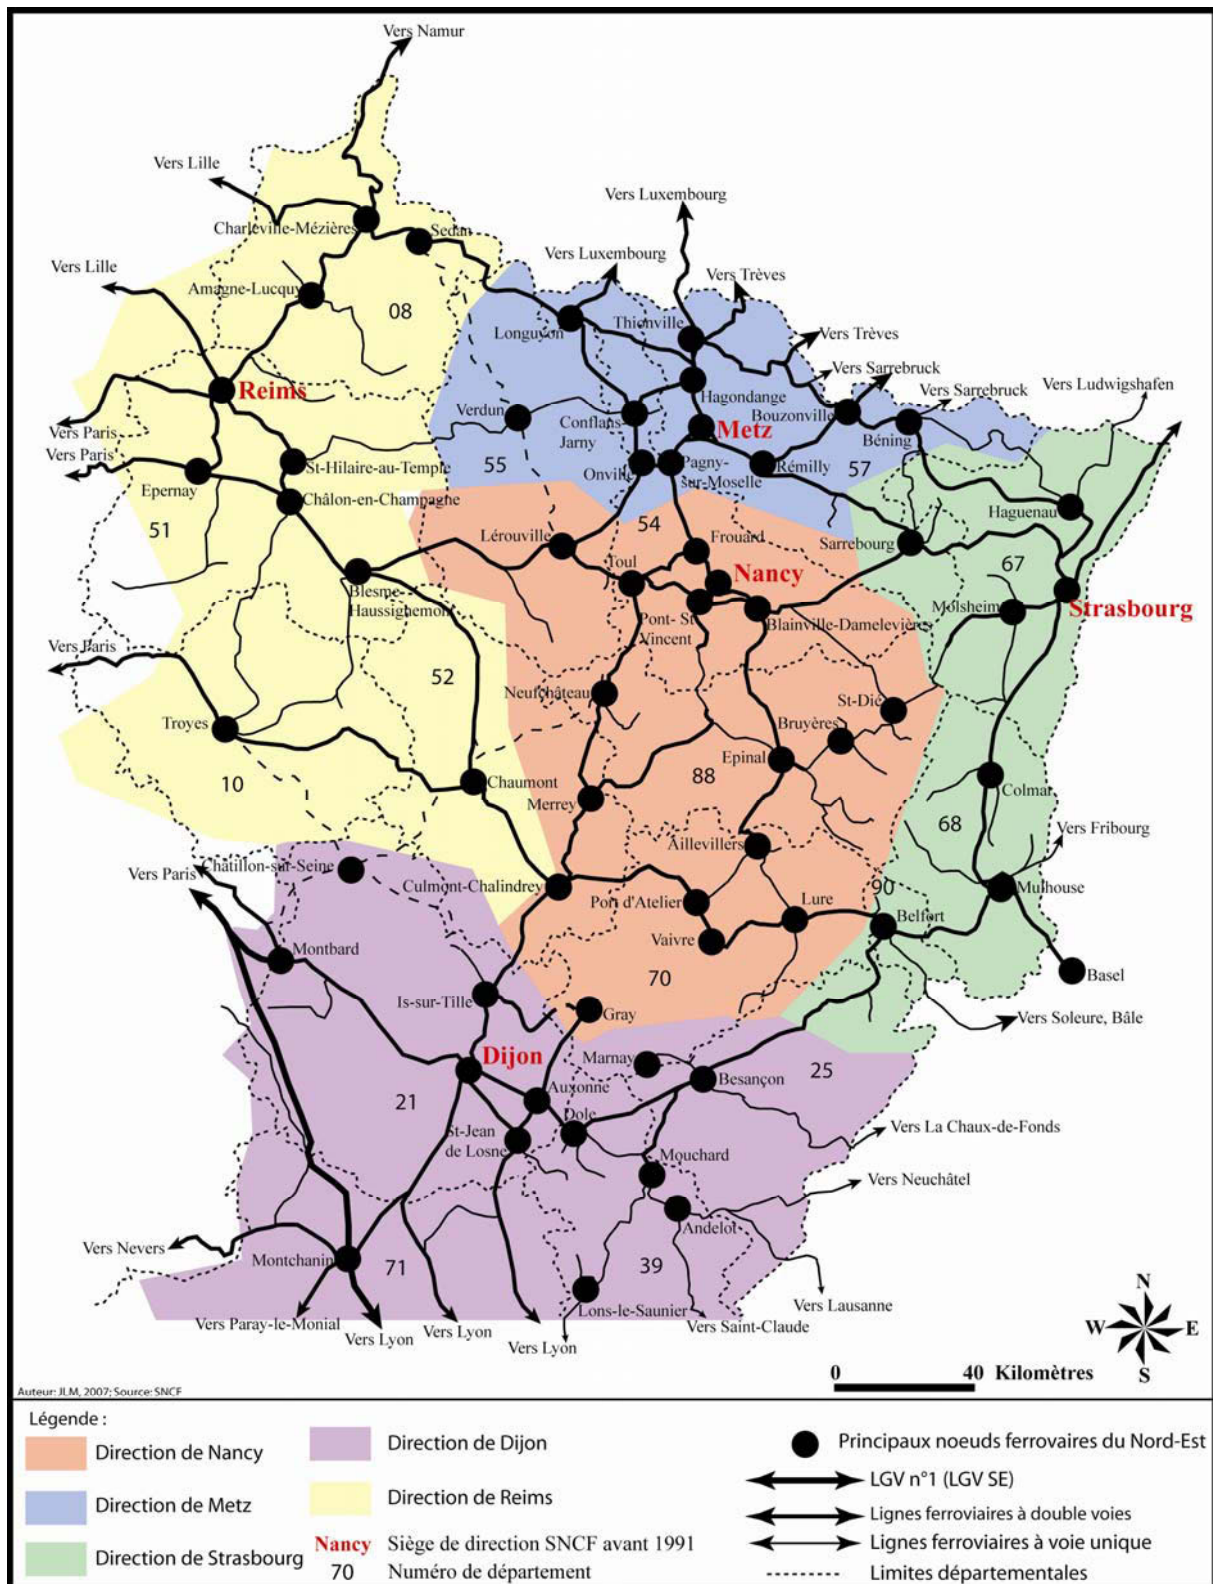 Vers Namur
Vers Lille
Charleville-Mézières
Sedan
Vers Luxembourg
Vers Luxembourg
Vers Lille
Amagne-Lucquy
08
Vers Trèves
Longuyon
Thionville
Vers Trèves
Vers Sarrebruck
Vers Sarrebruck
Vers Ludwigshafen
Reims
Hagondange
Verdun
Conflans-
Jarny
Metz
Bouzonville
Béning
Vers Paris
Vers Paris
St-Hilaire-au-Temple
55
Onville
Pagny-
sur-Moselle
Rémilly
57
Epernay
Châlon-en-Champagne
Haguenau
51
54
Lérouville
Frouard
Sarrebourg
Toul
Nancy
67
Blesme-
Haussignemont
Pont- St
Vincent
Blainville-Damelevières
Molsheim
Strasbourg
Vers Paris
52
Neufchâteau
St-Dié
Troyes
Bruyères
Epinal
10
Chaumont
Merrey
88
Colmar
Aillevillers
68
Vers Fribourg
Vers Paris
Châtillon-sur-Seine
Culmont-Chalindrey
Port d'Atelier
Lure
90
Mulhouse
Belfort
Vaivre
Montbard
Basel
Is-sur-Tille
70
Gray
Vers Soleure, Bâle
Dijon
Marnay
Besançon
25
21
Auxonne
Dole
Vers La Chaux-de-Fonds
St-Jean
de Losne
Mouchard
Vers Neuchâtel
Andelot
Vers Nevers
Montchanin
71
39
Lons-le-Saunier
Vers Lausanne
Vers Paray-le-Monial
Vers Lyon
Vers Lyon
Vers Lyon
Vers Saint-Claude
N
W
E
S
0 40 Kilomètres
Auteur: JLM, 2007; Source: SNCF
Légende :
Direction de Nancy
Direction de Metz
Direction de Strasbourg
Direction de Dijon
Direction de Reims
Nancy Siège de direction SNCF avant 1991
70 Numéro de département
Principaux noeuds ferrovaires du Nord-Est
LGV n°1 (LGV SE)
Lignes ferroviaires à double voies
Lignes ferroviaires à voie unique
Limites départementales